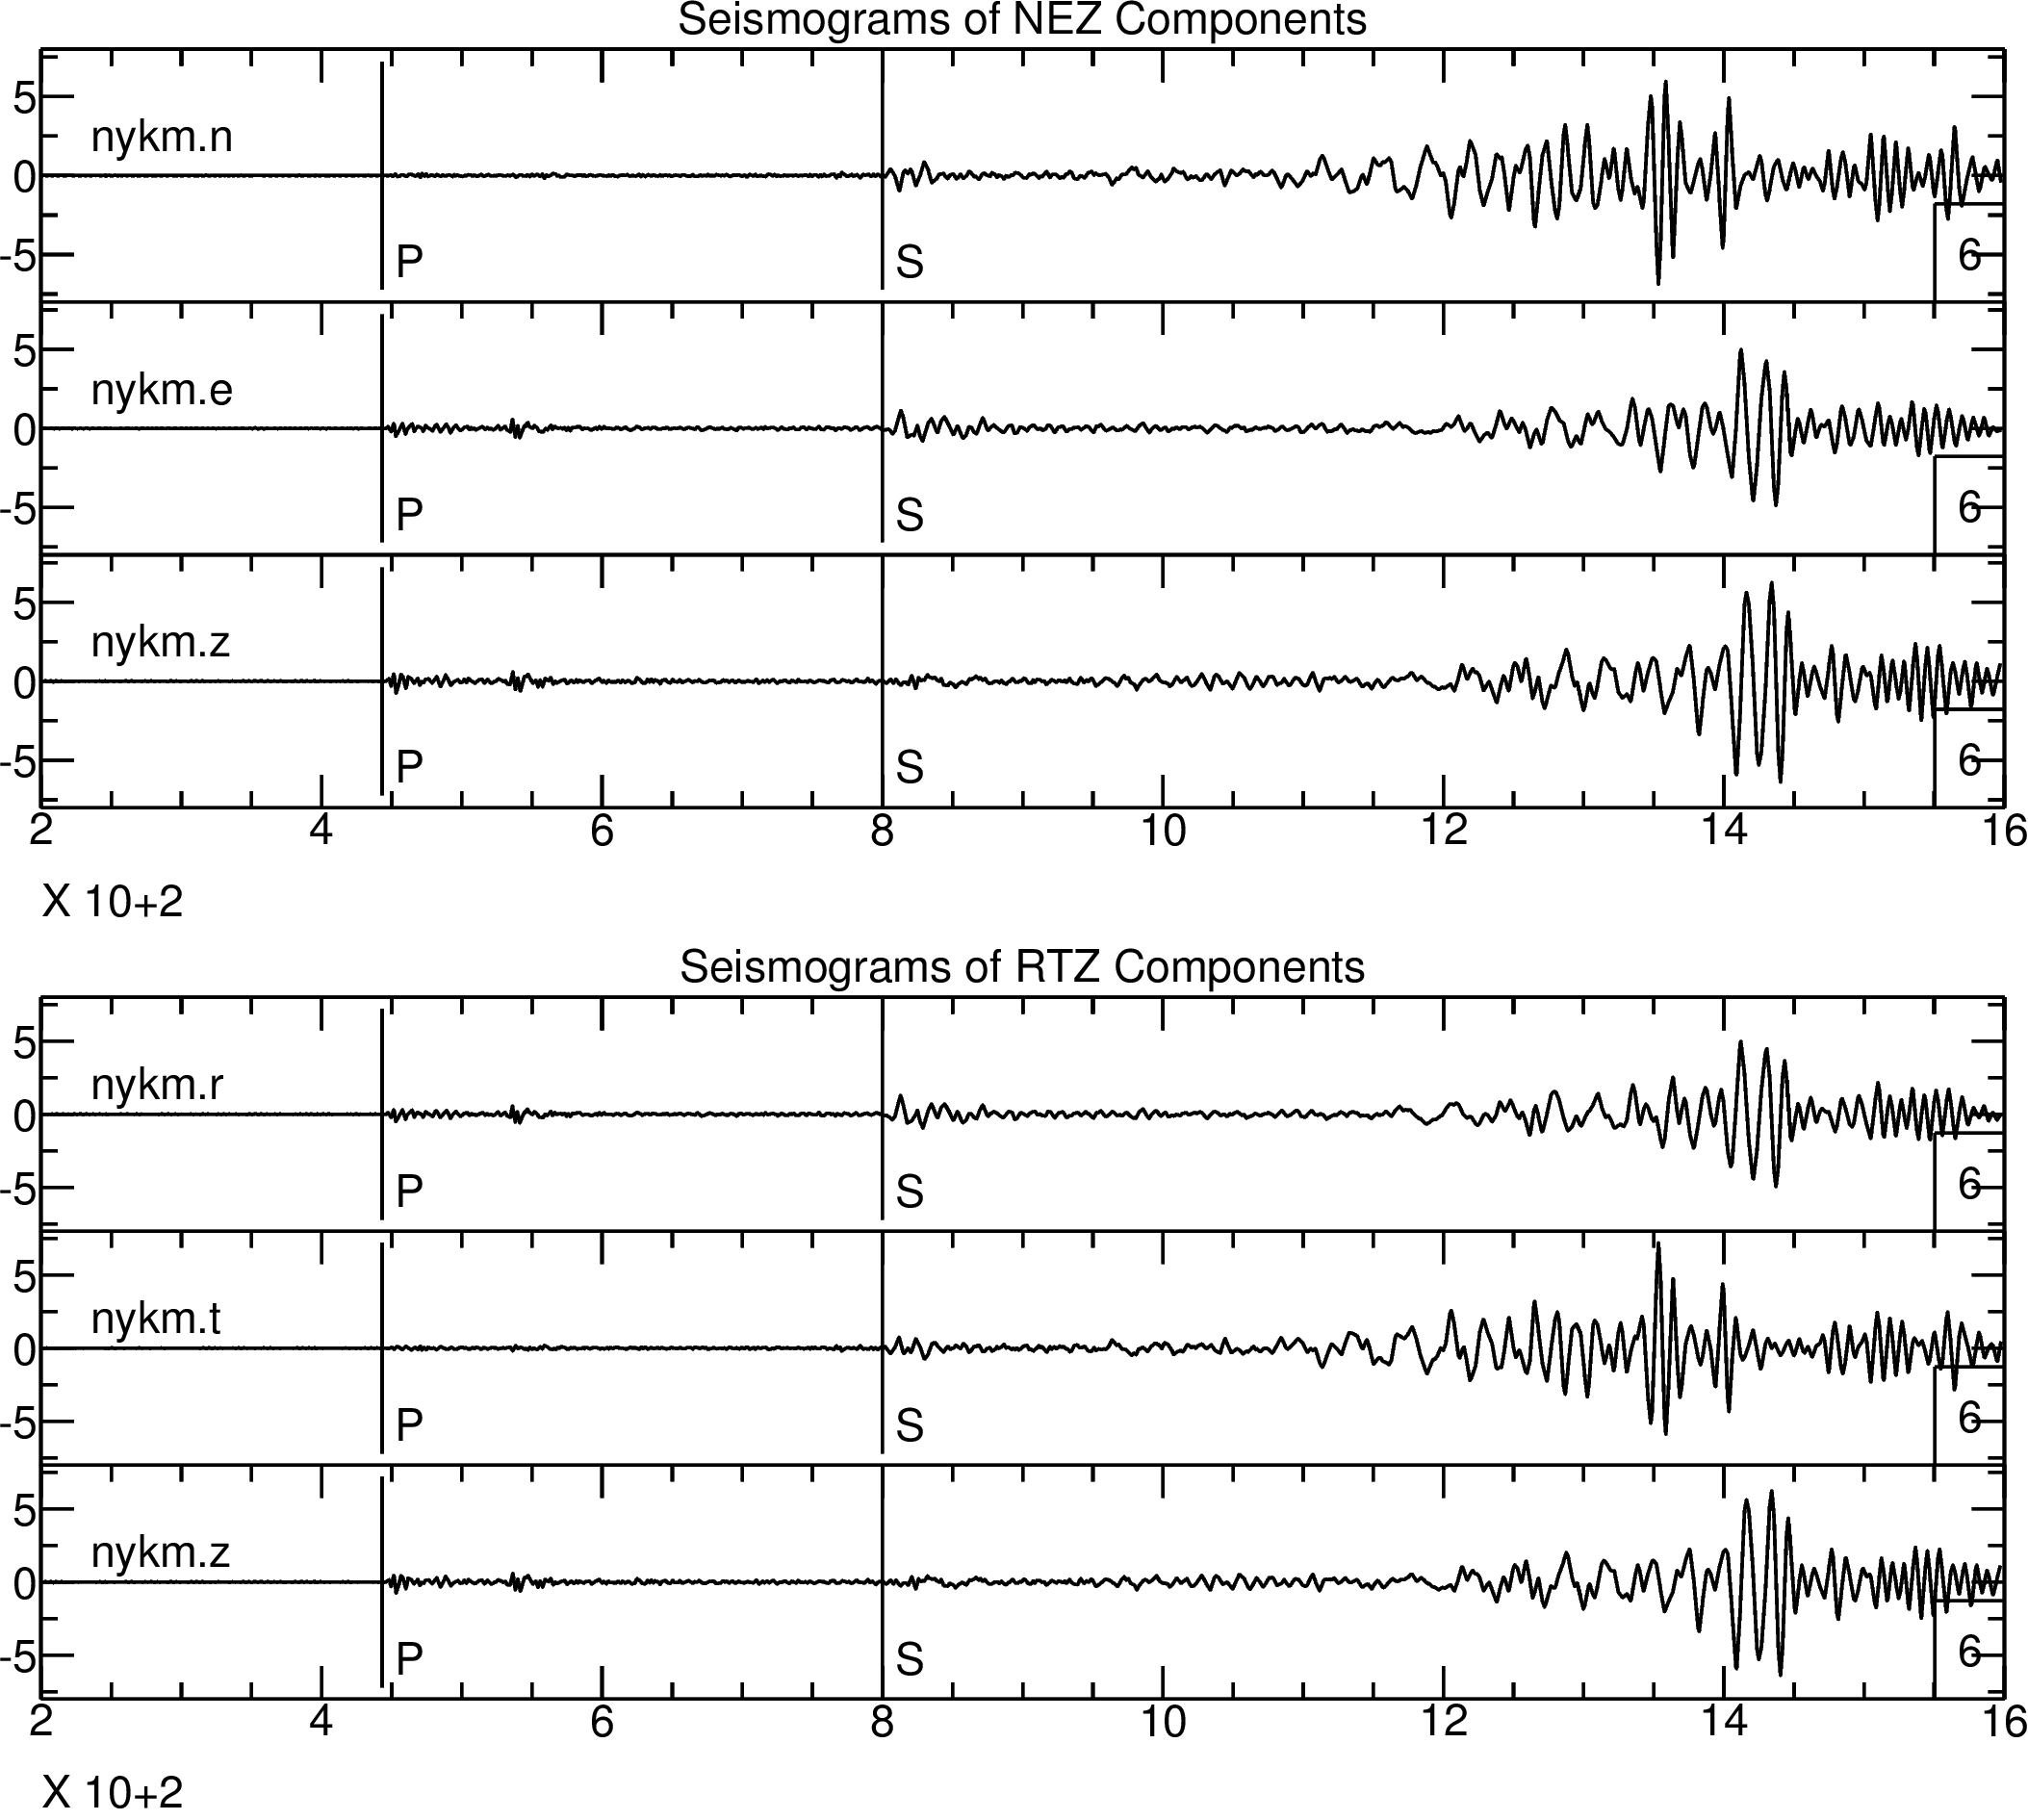 Seismograms of NEZ Components
5
nykm.n
0
-5
P
S
6
5
nykm.e
0
-5
P
S
6
5
nykm.z
0
-5
P
S
6
2 4 6 8 10 12 14 16
X 10+2
Seismograms of RTZ Components
5
nykm.r
0
-5
P
S
6
5
nykm.t
0
-5
P
S
6
5
nykm.z
0
-5
P
S
6
2 4 6 8 10 12 14 16
X 10+2